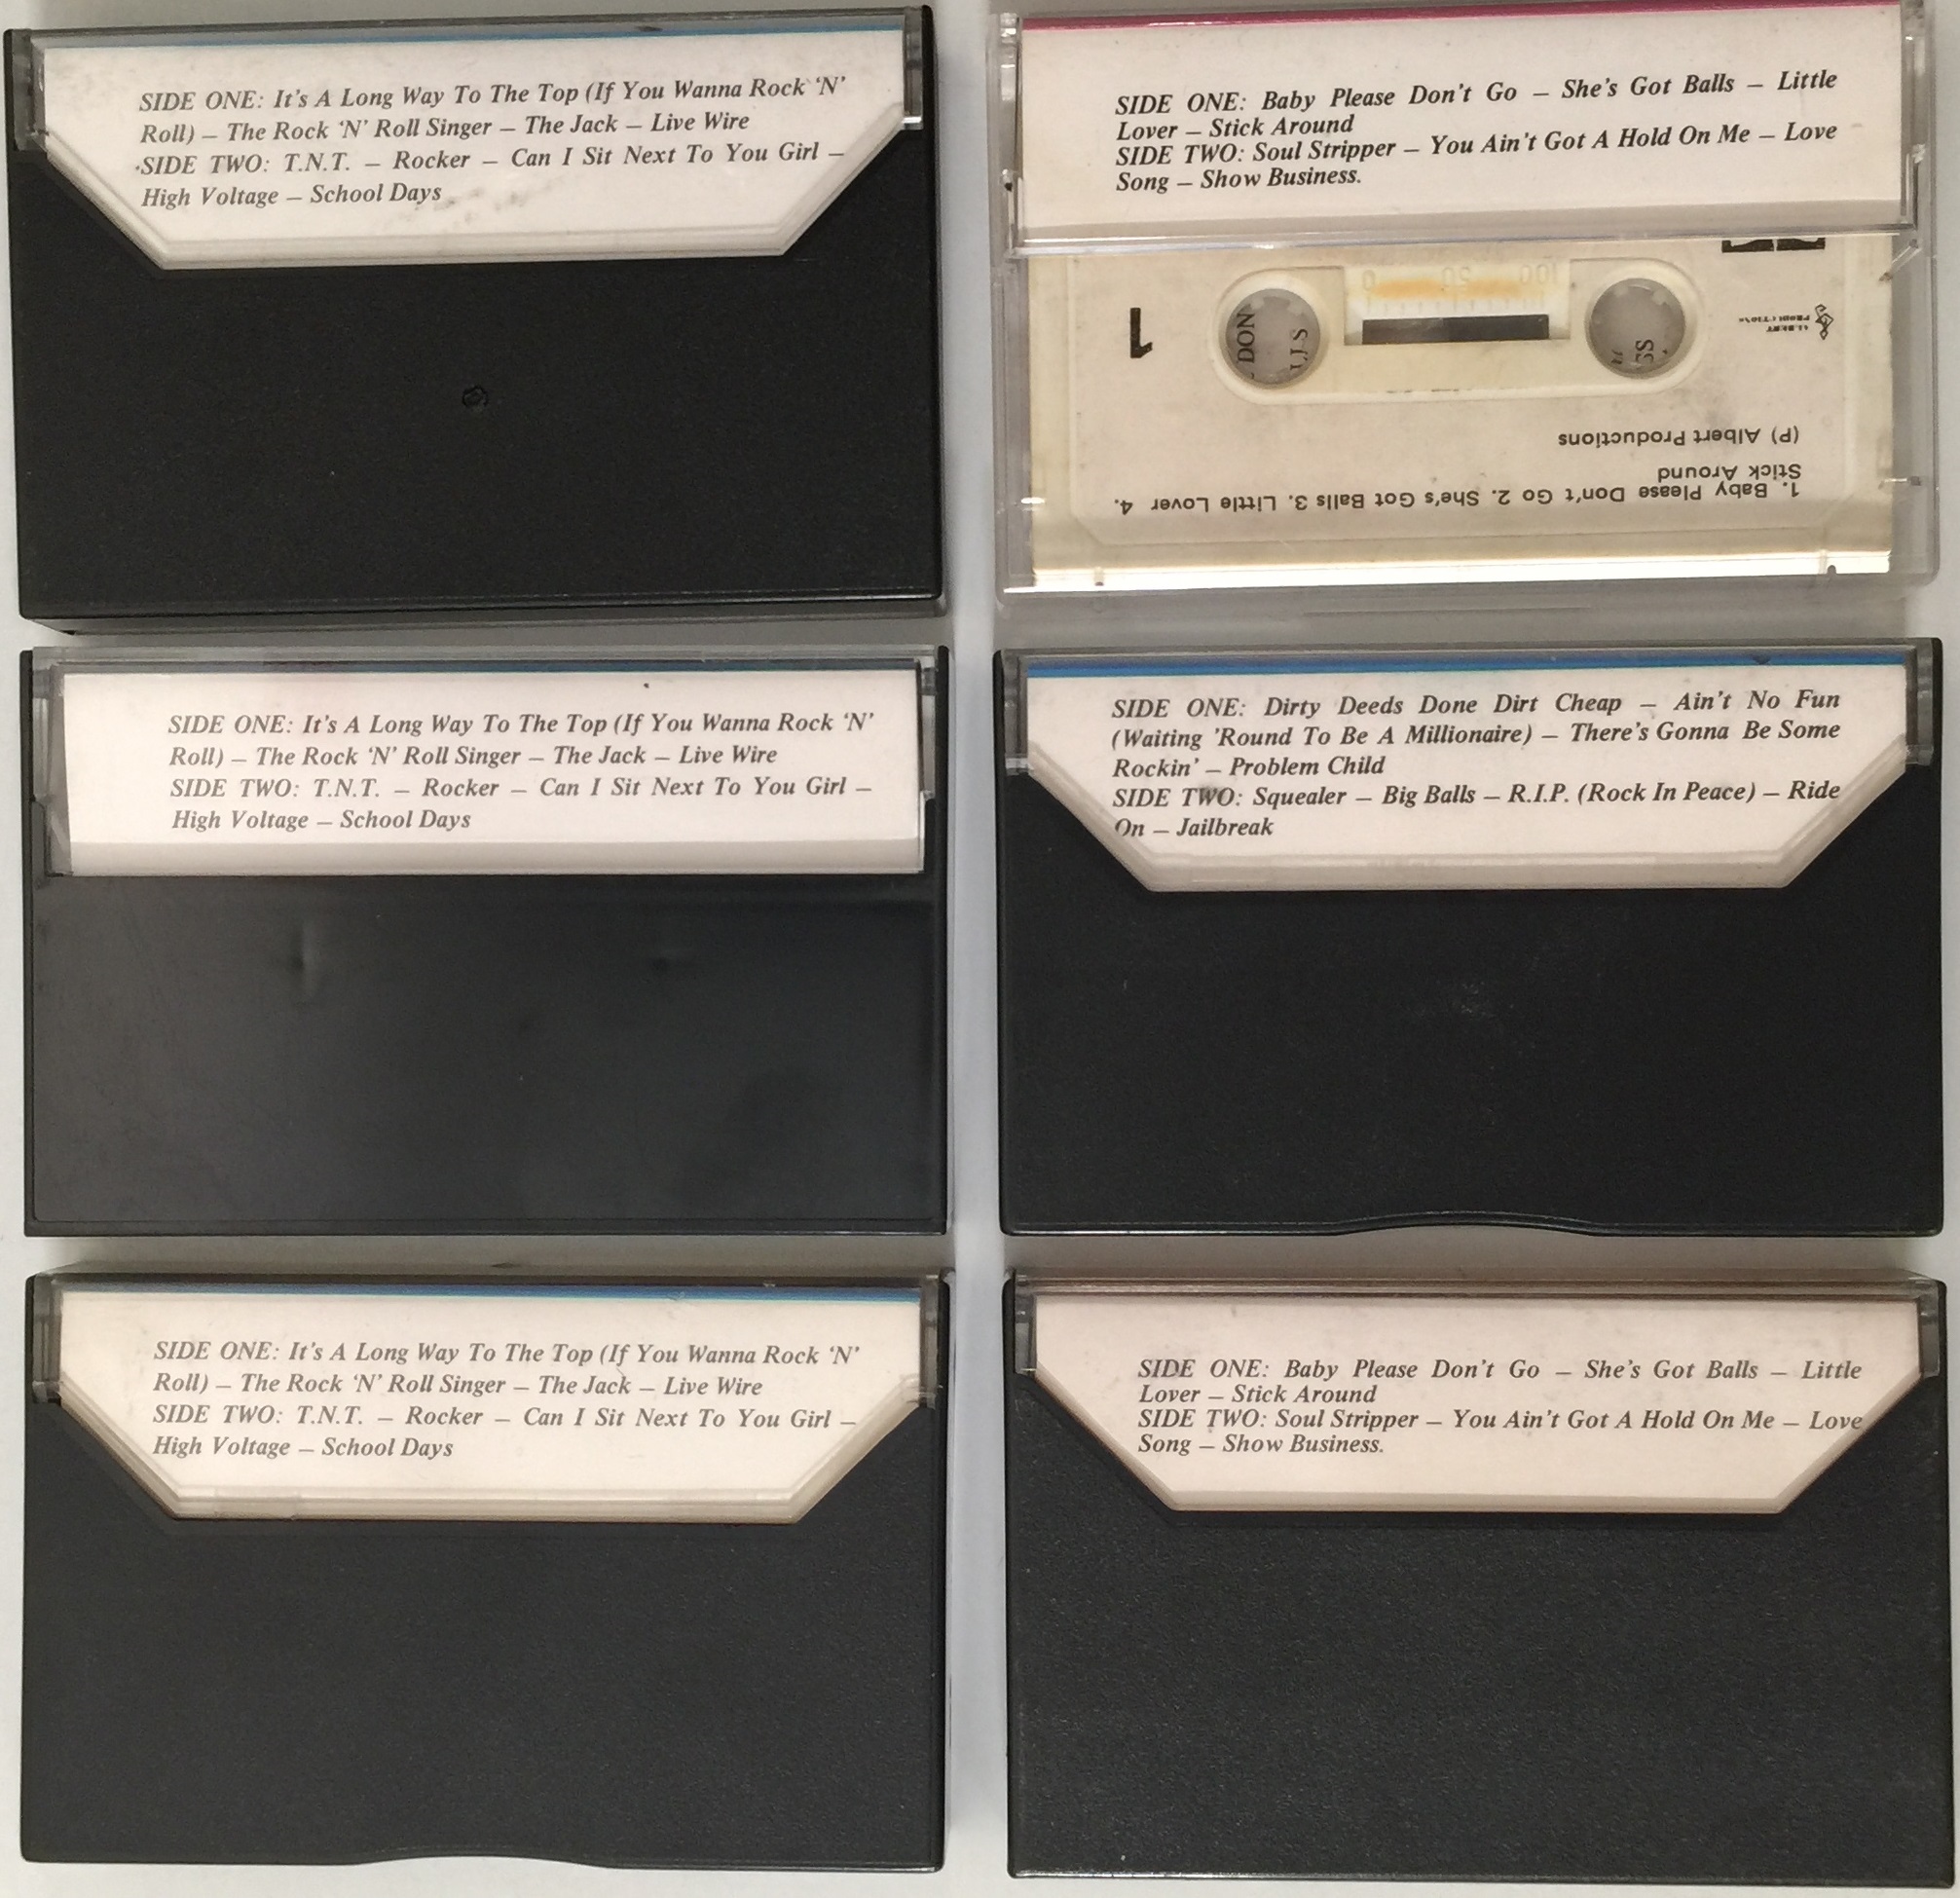 SIDE ONE: It's A Long Way To The Top (If You Wanna Rock ‘N’
Roll) — The Rock ‘N’ Roll Singer — The Jack — Live Wire
SIDE TWO: T.N.T. — Rocker — Can I Sit Next To You Girl —
High Voltage — School Days
SIDE ONE: Baby Please Don't Go — She's Got Balls — Little
Lover — Stick Around
SIDE TWO: Soul Stripper — You Ain't Got A Hold On Me — Love
Song — Show Business.
1
DON
ALBERT
PRODUCTIONS
100 50 0
(P) Albert Productions
1. Baby Please Don't Go 2. She's Got Balls 3. Little Lover 4.
Stick Around
SIDE ONE: It's A Long Way To The Top (If You Wanna Rock ‘N’
Roll) — The Rock ‘N’ Roll Singer — The Jack — Live Wire
SIDE TWO: T.N.T. — Rocker — Can I Sit Next To You Girl —
High Voltage — School Days
SIDE ONE: Dirty Deeds Done Dirt Cheap — Ain't No Fun
(Waiting 'Round To Be A Millionaire) — There's Gonna Be Some
Rockin' — Problem Child
SIDE TWO: Squealer — Big Balls — R.I.P. (Rock In Peace) — Ride
On — Jailbreak
SIDE ONE: It's A Long Way To The Top (If You Wanna Rock ‘N’
Roll) — The Rock ‘N’ Roll Singer — The Jack — Live Wire
SIDE TWO: T.N.T. — Rocker — Can I Sit Next To You Girl —
High Voltage — School Days
SIDE ONE: Baby Please Don't Go — She's Got Balls — Little
Lover — Stick Around
SIDE TWO: Soul Stripper — You Ain't Got A Hold On Me — Love
Song — Show Business.